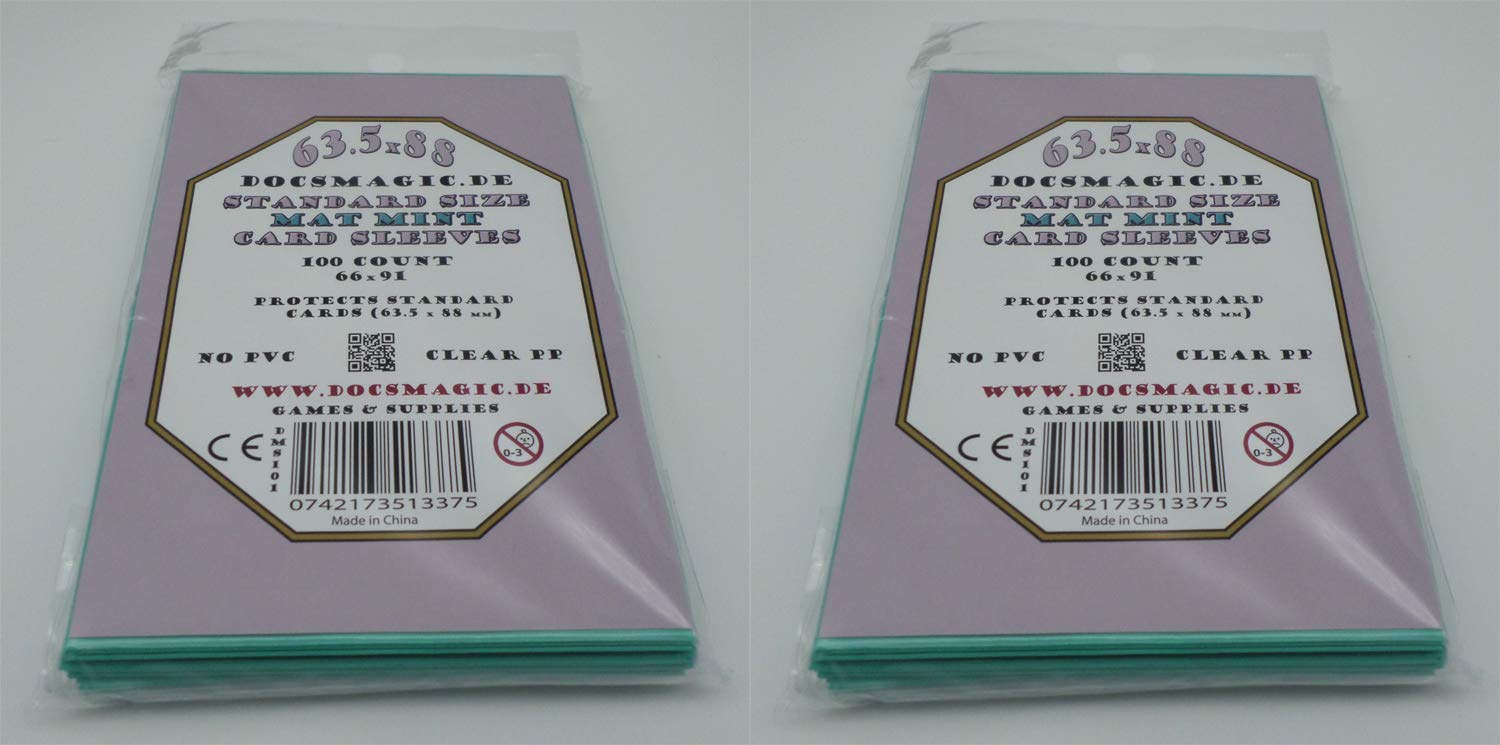 63.5x88
DOCSMAGIC.DE
STANDARD SIZE
MAT MINT
CARD SLEEVES
100 COUNT
66x91
PROTECTS STANDARD
CARDS (63.5 x 88 MM)
NO PVC CLEAR PP
WWW.DOCSMAGIC.DE
GAMES & SUPPLIES
CE
DMS101
0-3
07421735133​75
Made in China
63.5x88
DOCSMAGIC.DE
STANDARD SIZE
MAT MINT
CARD SLEEVES
100 COUNT
66x91
PROTECTS STANDARD
CARDS (63.5 x 88 MM)
NO PVC CLEAR PP
WWW.DOCSMAGIC.DE
GAMES & SUPPLIES
CE
DMS101
0-3
0742173513375
Made in China